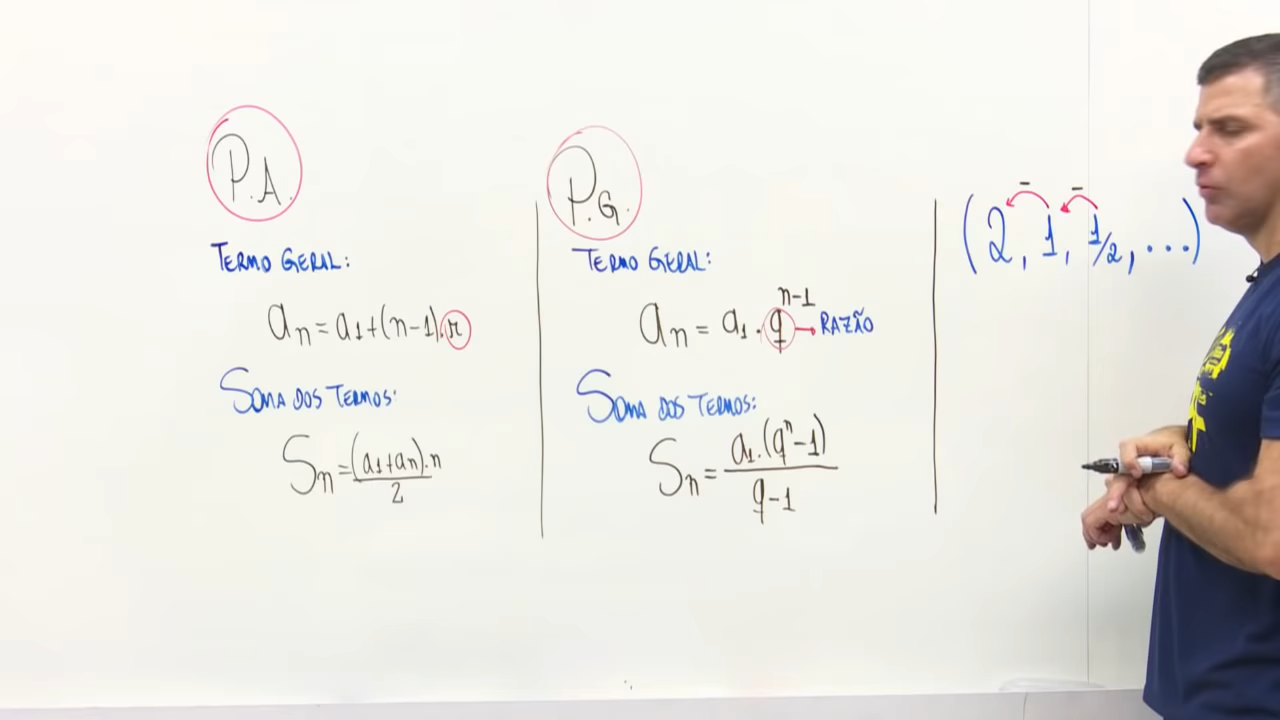 P.A.
TERMO GERAL:
an = a1 + (n-1).r
SOMA DOS TERMOS:
Sn = (a1+an).n / 2
P.G.
TERMO GERAL:
an = a1 . q^(n-1) → RAZÃO
SOMA DOS TERMOS:
Sn = a1.(q^n - 1) / q-1
- -
(2, 1, 1/2, ...)